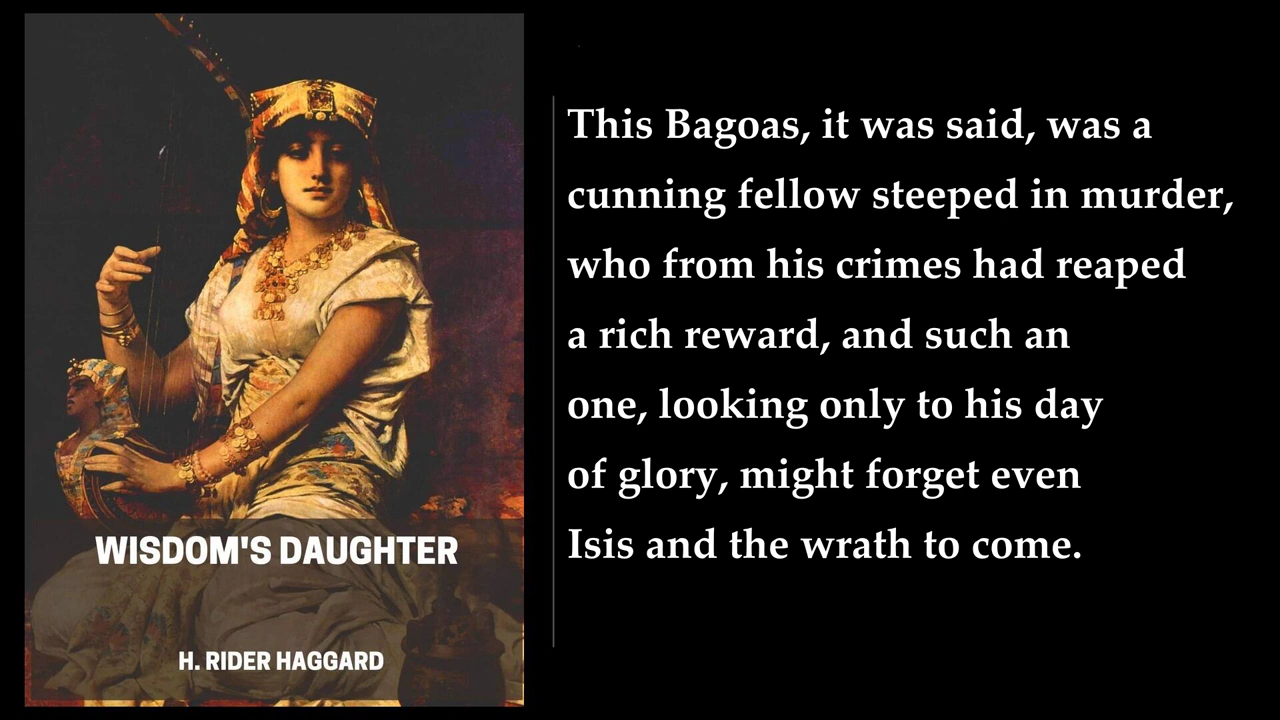 WISDOM'S DAUGHTER
H. RIDER HAGGARD
This Bagoas, it was said, was a
cunning fellow steeped in murder,
who from his crimes had reaped
a rich reward, and such an
one, looking only to his day
of glory, might forget even
Isis and the wrath to come.